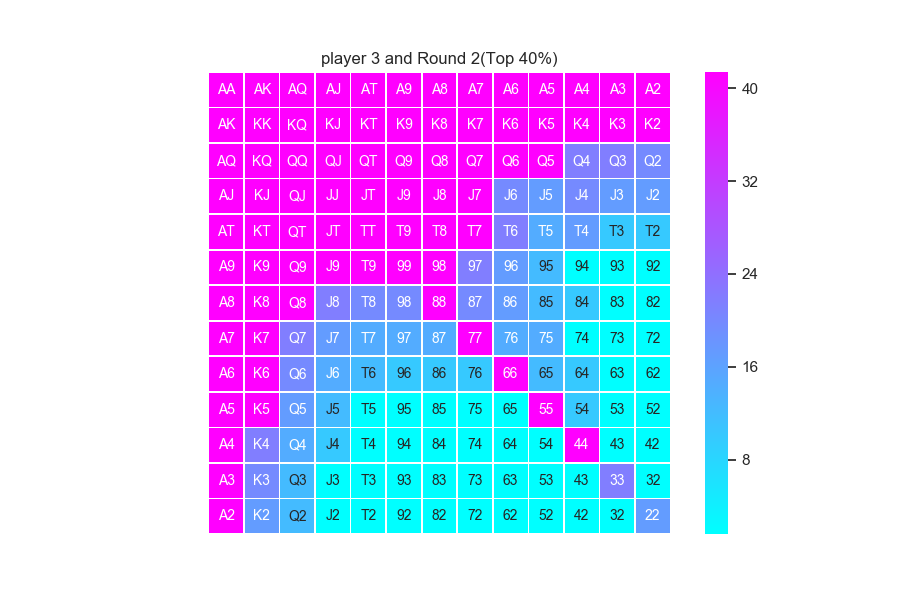 player 3 and Round 2(Top 40%)
AA AK AQ AJ AT A9 A8 A7 A6 A5 A4 A3 A2
AK KK KQ KJ KT K9 K8 K7 K6 K5 K4 K3 K2
AQ KQ QQ QJ QT Q9 Q8 Q7 Q6 Q5 Q4 Q3 Q2
AJ KJ QJ JJ JT J9 J8 J7 J6 J5 J4 J3 J2
AT KT QT JT TT T9 T8 T7 T6 T5 T4 T3 T2
A9 K9 Q9 J9 T9 99 98 97 96 95 94 93 92
A8 K8 Q8 J8 T8 98 88 87 86 85 84 83 82
A7 K7 Q7 J7 T7 97 87 77 76 75 74 73 72
A6 K6 Q6 J6 T6 96 86 76 66 65 64 63 62
A5 K5 Q5 J5 T5 95 85 75 65 55 54 53 52
A4 K4 Q4 J4 T4 94 84 74 64 54 44 43 42
A3 K3 Q3 J3 T3 93 83 73 63 53 43 33 32
A2 K2 Q2 J2 T2 92 82 72 62 52 42 32 22
40
32
24
16
8